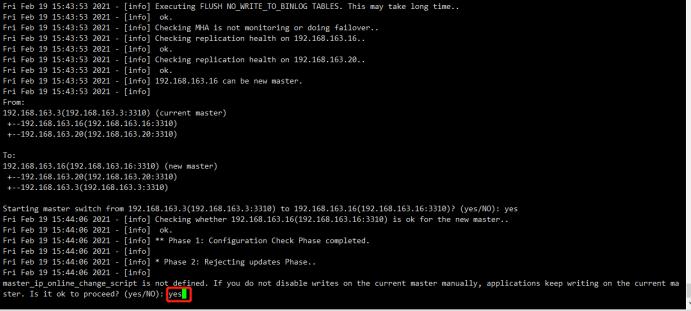 Fri Feb 19 15:43:53 2021 - [info] Executing FLUSH NO_WRITE_TO_BINLOG TABLES. This may take long time..
Fri Feb 19 15:43:53 2021 - [info]  ok.
Fri Feb 19 15:43:53 2021 - [info] Checking MHA is not monitoring or doing failover..
Fri Feb 19 15:43:53 2021 - [info] Checking replication health on 192.168.163.16..
Fri Feb 19 15:43:53 2021 - [info]  ok.
Fri Feb 19 15:43:53 2021 - [info] Checking replication health on 192.168.163.20..
Fri Feb 19 15:43:53 2021 - [info]  ok.
Fri Feb 19 15:43:53 2021 - [info] 192.168.163.16 can be new master.
Fri Feb 19 15:43:53 2021 - [info]
From:
192.168.163.3(192.168.163.3:3310) (current master)
 +--192.168.163.16(192.168.163.16:3310)
 +--192.168.163.20(192.168.163.20:3310)
To:
192.168.163.16(192.168.163.16:3310) (new master)
 +--192.168.163.20(192.168.163.20:3310)
 +--192.168.163.3(192.168.163.3:3310)
Starting master switch from 192.168.163.3(192.168.163.3:3310) to 192.168.163.16(192.168.163.16:3310)? (yes/NO): yes
Fri Feb 19 15:44:06 2021 - [info] Checking whether 192.168.163.16(192.168.163.16:3310) is ok for the new master..
Fri Feb 19 15:44:06 2021 - [info]  ok.
Fri Feb 19 15:44:06 2021 - [info] ** Phase 1: Configuration Check Phase completed.
Fri Feb 19 15:44:06 2021 - [info]
Fri Feb 19 15:44:06 2021 - [info] * Phase 2: Rejecting updates Phase..
Fri Feb 19 15:44:06 2021 - [info]
master_ip_online_change_script is not defined. If you do not disable writes on the current master manually, applications keep writing on the current ma
ster. Is it ok to proceed? (yes/NO): yes